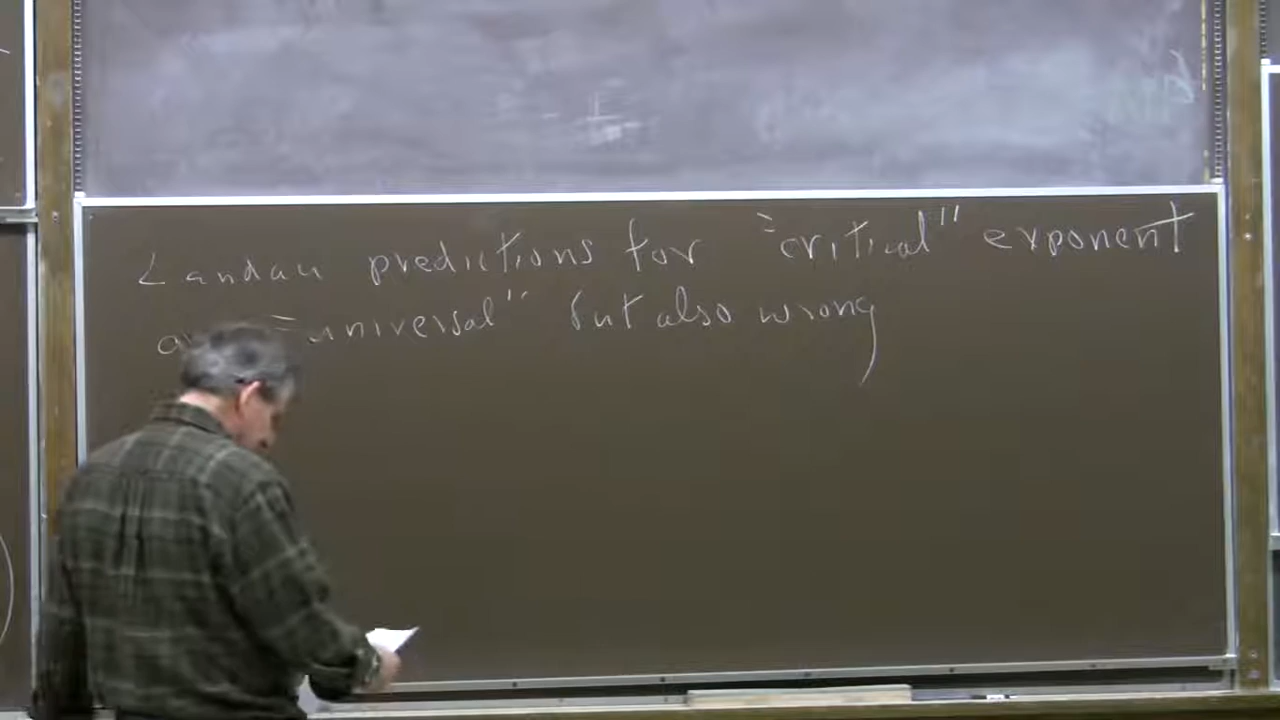 Landau predictions for "critical" exponent
"universal" but also wrong